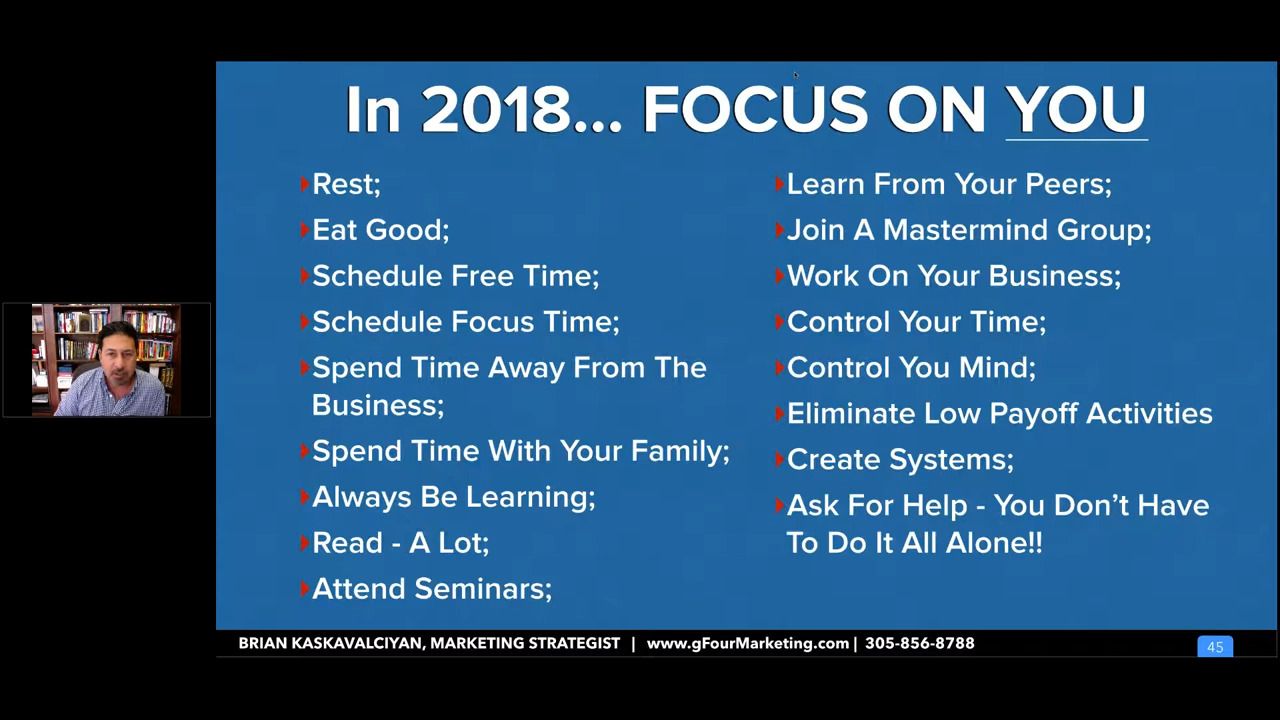 In 2018... FOCUS ON YOU
Rest;
Eat Good;
Schedule Free Time;
Schedule Focus Time;
Spend Time Away From The
Business;
Spend Time With Your Family;
Always Be Learning;
Read - A Lot;
Attend Seminars;
Learn From Your Peers;
Join A Mastermind Group;
Work On Your Business;
Control Your Time;
Control You Mind;
Eliminate Low Payoff Activities
Create Systems;
Ask For Help - You Don’t Have
To Do It All Alone!!
BRIAN KASKAVALCIYAN, MARKETING STRATEGIST | www.gFourMarketing.com | 305-856-8788
45